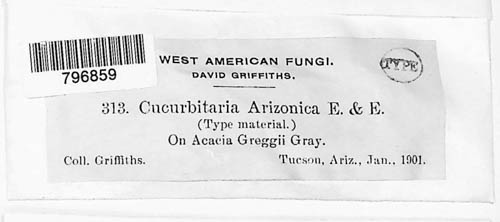 796859
WEST AMERICAN FUNGI.
DAVID GRIFFITHS.
TYPE
313. Cucurbitaria Arizonica E. & E.
(Type material.)
On Acacia Greggii Gray.
Coll. Griffiths. Tucson, Ariz., Jan., 1901.